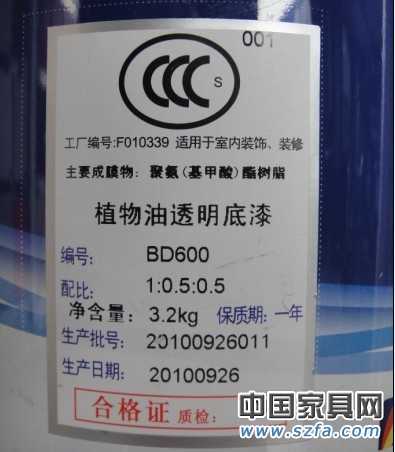 001
CCC S
工厂编号:F010339 适用于室内装饰、装修
主要成膜物: 聚氨(基甲酸)酯树脂
植物油透明底漆
编号: BD600
配比: 1:0.5:0.5
净含量: 3.2kg 保质期: 一年
生产批号: 20100926011
生产日期: 20100926
合格证 质检:
中国家具网
www.szfa.com